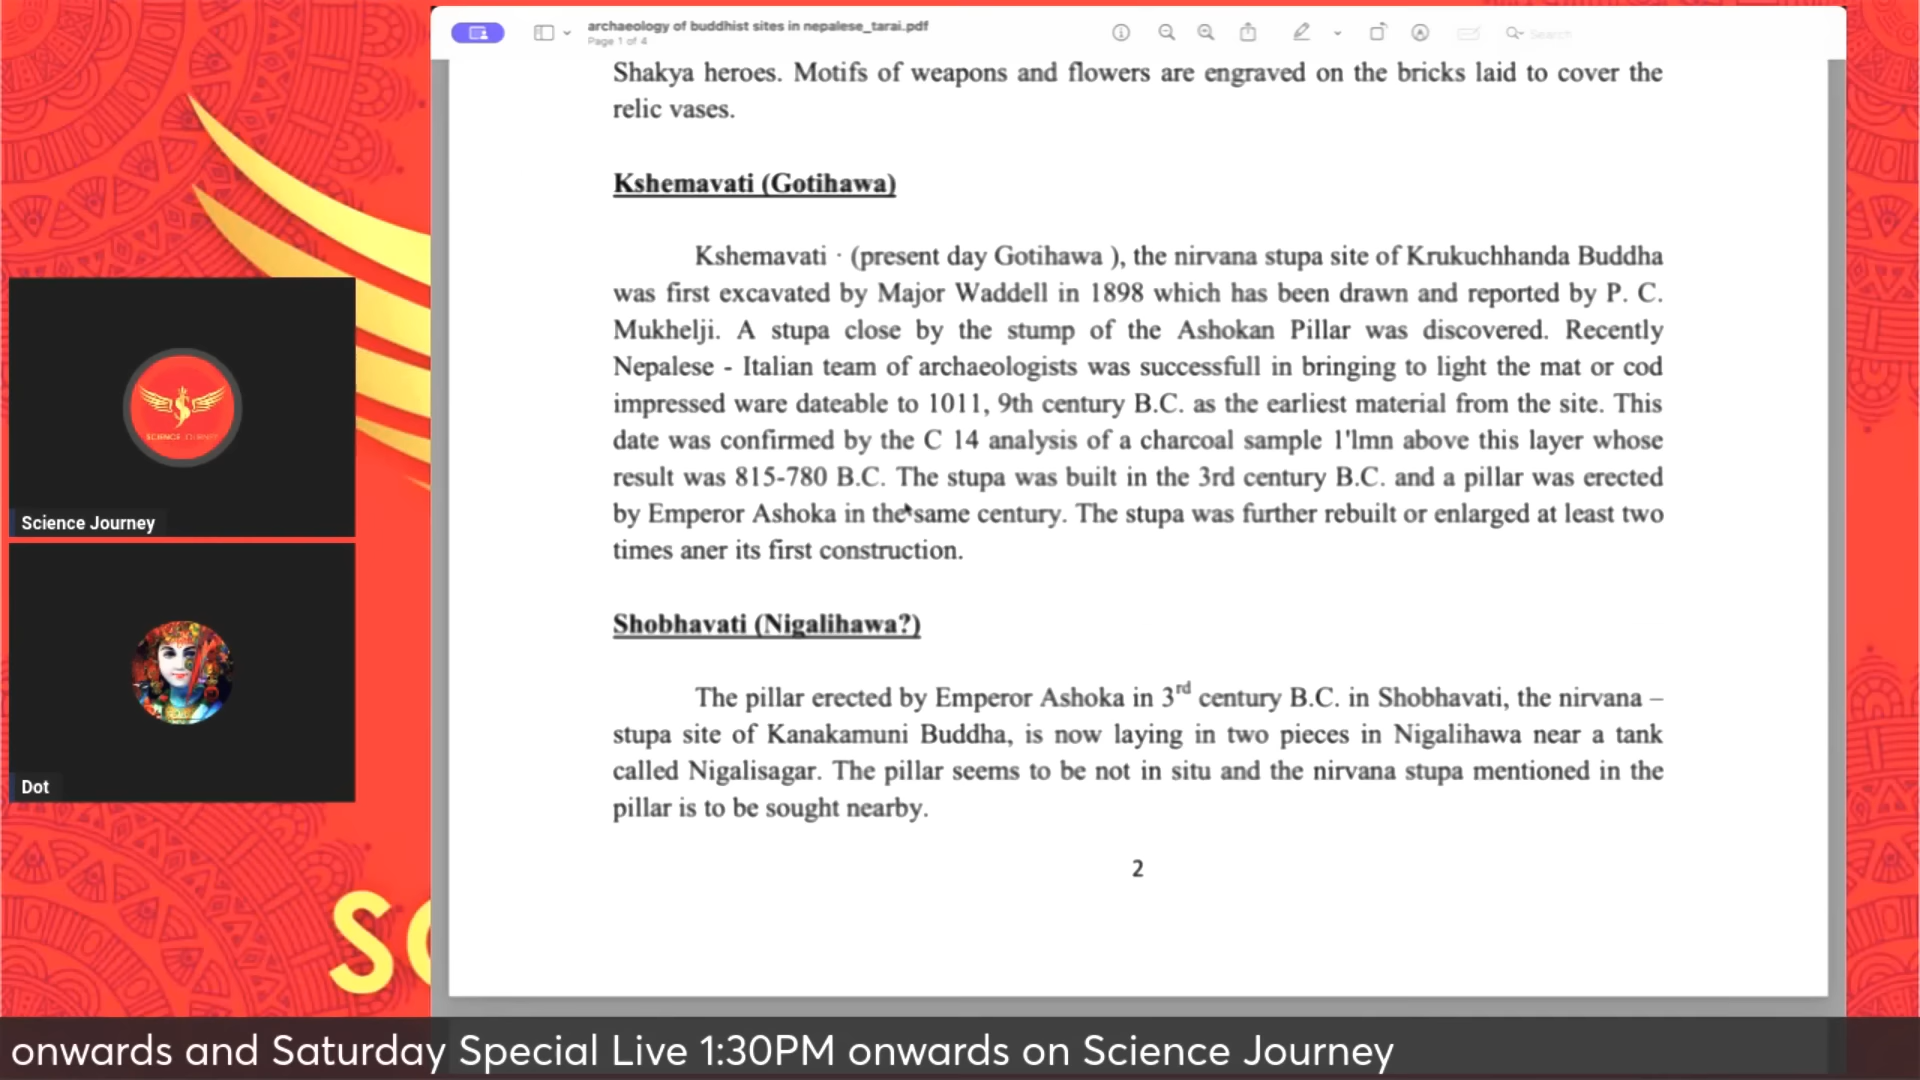 archaeology of buddhist sites in nepalese_tarai.pdf
Page 1 of 4
Search
Shakya heroes. Motifs of weapons and flowers are engraved on the bricks laid to cover the
relic vases.
Kshemavati (Gotihawa)
Kshemavati · (present day Gotihawa ), the nirvana stupa site of Krukuchhanda Buddha
was first excavated by Major Waddell in 1898 which has been drawn and reported by P. C.
Mukhelji. A stupa close by the stump of the Ashokan Pillar was discovered. Recently
Nepalese - Italian team of archaeologists was successfull in bringing to light the mat or cod
impressed ware dateable to 1011, 9th century B.C. as the earliest material from the site. This
date was confirmed by the C 14 analysis of a charcoal sample 1'lmn above this layer whose
result was 815-780 B.C. The stupa was built in the 3rd century B.C. and a pillar was erected
by Emperor Ashoka in the same century. The stupa was further rebuilt or enlarged at least two
times aner its first construction.
Shobhavati (Nigalihawa?)
The pillar erected by Emperor Ashoka in 3rd century B.C. in Shobhavati, the nirvana –
stupa site of Kanakamuni Buddha, is now laying in two pieces in Nigalihawa near a tank
called Nigalisagar. The pillar seems to be not in situ and the nirvana stupa mentioned in the
pillar is to be sought nearby.
2
SCIENCE JOURNEY
Science Journey
Dot
onwards and Saturday Special Live 1:30PM onwards on Science Journey